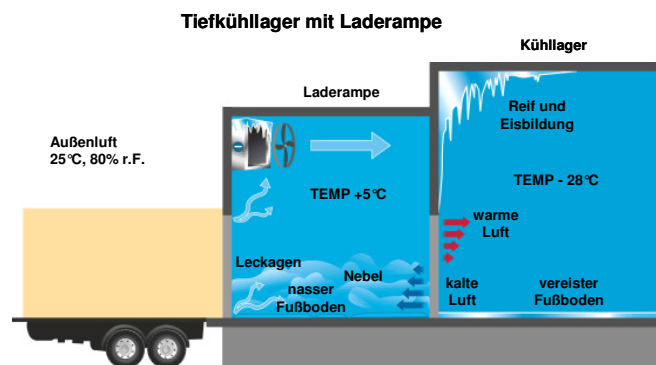 Tiefkühllager mit Laderampe
Kühllager
Laderampe
Reif und
Eisbildung
Außenluft
25°C, 80% r.F.
TEMP +5°C
TEMP - 28°C
warme
Luft
Leckagen
Nebel
nasser
Fußboden
kalte
Luft
vereister
Fußboden